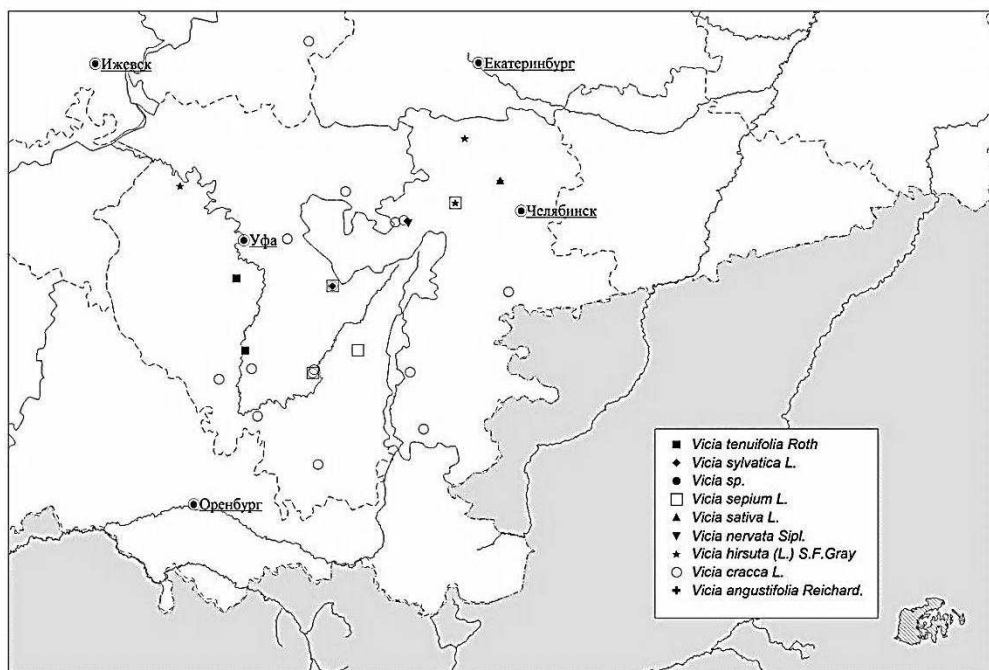 Ижевск
Екатеринбург
Челябинск
Уфа
Оренбург
Vicia tenuifolia Roth
Vicia sylvatica L.
Vicia sp.
Vicia sepium L.
Vicia sativa L.
Vicia nervata Sipl.
Vicia hirsuta (L.) S.F.Gray
Vicia cracca L.
Vicia angustifolia Reichard.